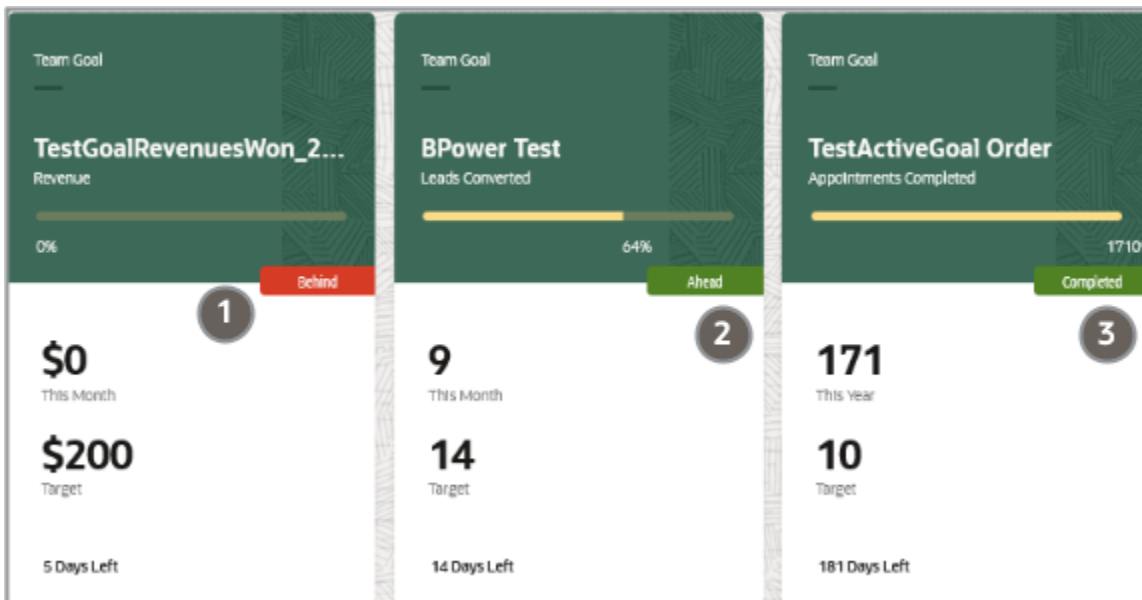 Team Goal
TestGoalRevenuesWon_2...
Revenue
0%
Behind
1
$0
This Month
$200
Target
5 Days Left
Team Goal
BPower Test
Leads Converted
64%
Ahead
2
9
This Month
14
Target
14 Days Left
Team Goal
TestActiveGoal Order
Appointments Completed
1710
Completed
3
171
This Year
10
Target
181 Days Left